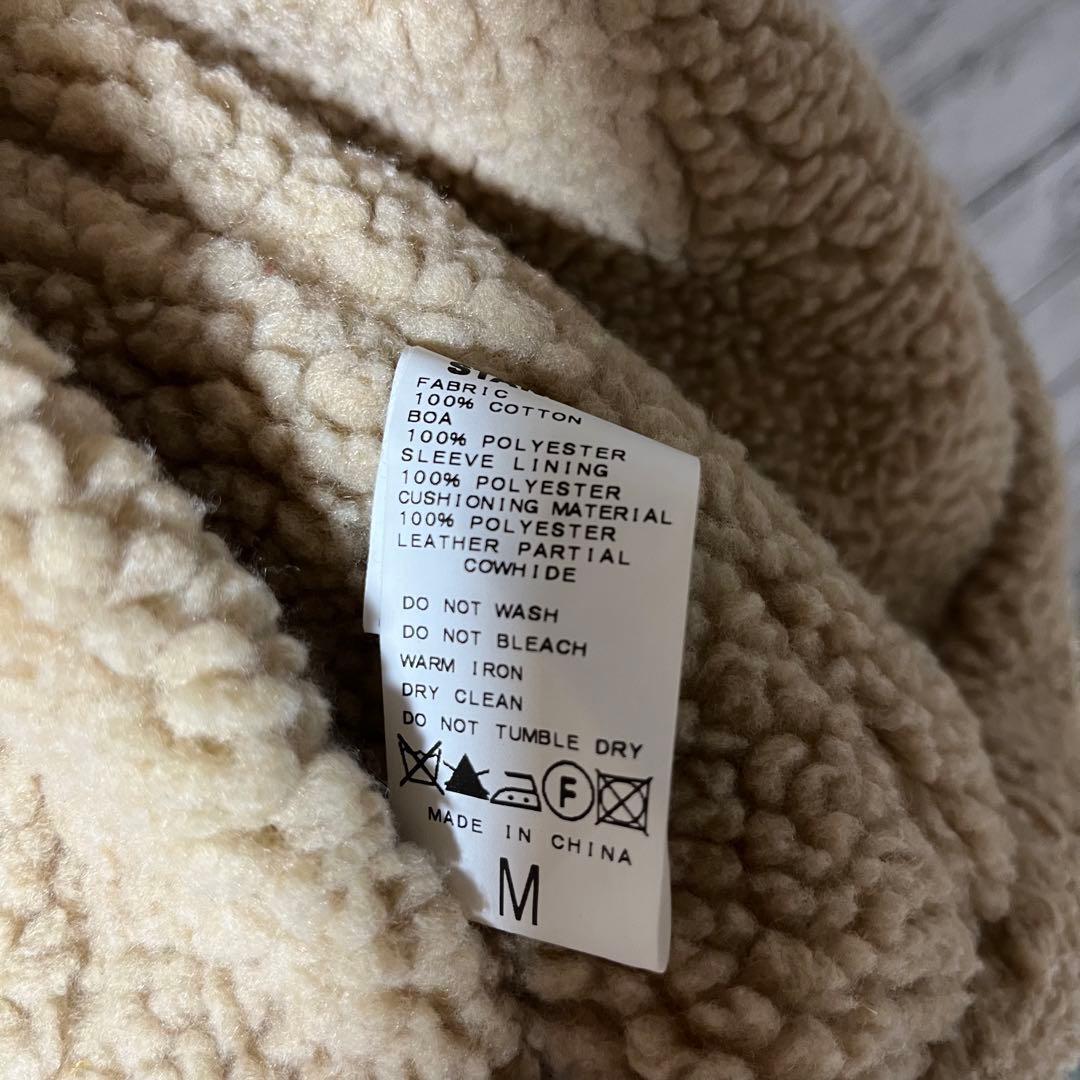 FABRIC
100% COTTON
BOA
100% POLYESTER
SLEEVE LINING
100% POLYESTER
CUSHIONING MATERIAL
100% POLYESTER
LEATHER PARTIAL
COWHIDE
DO NOT WASH
DO NOT BLEACH
WARM IRON
DRY CLEAN
DO NOT TUMBLE DRY
F
MADE IN CHINA
M